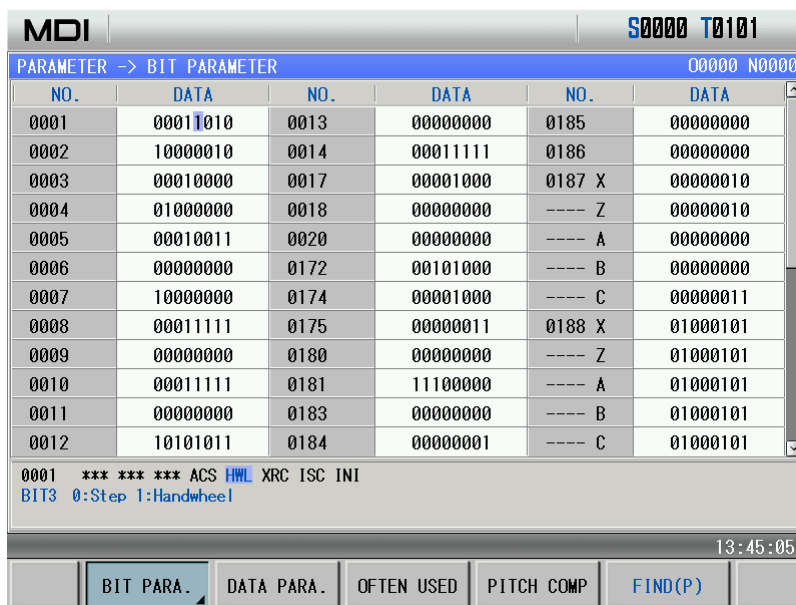 MDI S0000 T0101
PARAMETER -> BIT PARAMETER O0000 N0000
NO. DATA NO. DATA NO. DATA
0001 00011010 0013 00000000 0185 00000000
0002 10000010 0014 00011111 0186 00000000
0003 00010000 0017 00001000 0187 X 00000010
0004 01000000 0018 00000000 ---- Z 00000010
0005 00010011 0020 00000000 ---- A 00000000
0006 00000000 0172 00101000 ---- B 00000000
0007 10000000 0174 00001000 ---- C 00000011
0008 00011111 0175 00000011 0188 X 01000101
0009 00000000 0180 00000000 ---- Z 01000101
0010 00011111 0181 11100000 ---- A 01000101
0011 00000000 0183 00000000 ---- B 01000101
0012 10101011 0184 00000001 ---- C 01000101
0001 *** *** *** ACS HWL XRC ISC INI
BIT3 0:Step 1:Handwheel
13:45:05
BIT PARA. DATA PARA. OFTEN USED PITCH COMP FIND(P)